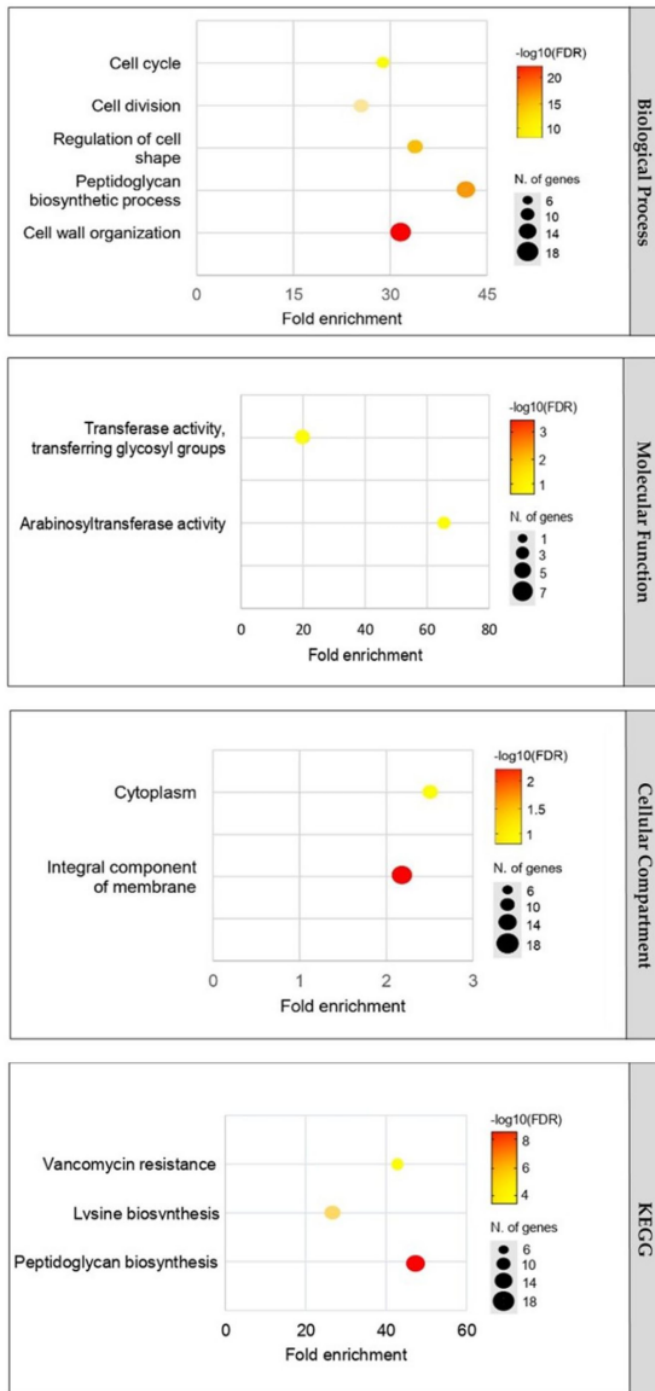 Cell cycle
Cell division
Regulation of cell
shape
Peptidoglycan
biosynthetic process
Cell wall organization
0 15 30 45
Fold enrichment
-log10(FDR)
20
15
10
N. of genes
6
10
14
18
Biological Process
Transferase activity,
transferring glycosyl groups
Arabinosyltransferase activity
0 20 40 60 80
Fold enrichment
-log10(FDR)
3
2
1
N. of genes
1
3
5
7
Molecular Function
Cytoplasm
Integral component
of membrane
0 1 2 3
Fold enrichment
-log10(FDR)
2
1.5
1
N. of genes
6
10
14
18
Cellular Compartment
Vancomycin resistance
Lysine biosvnthesis
Peptidoglycan biosynthesis
0 20 40 60
Fold enrichment
-log10(FDR)
8
6
4
N. of genes
6
10
14
18
KEGG